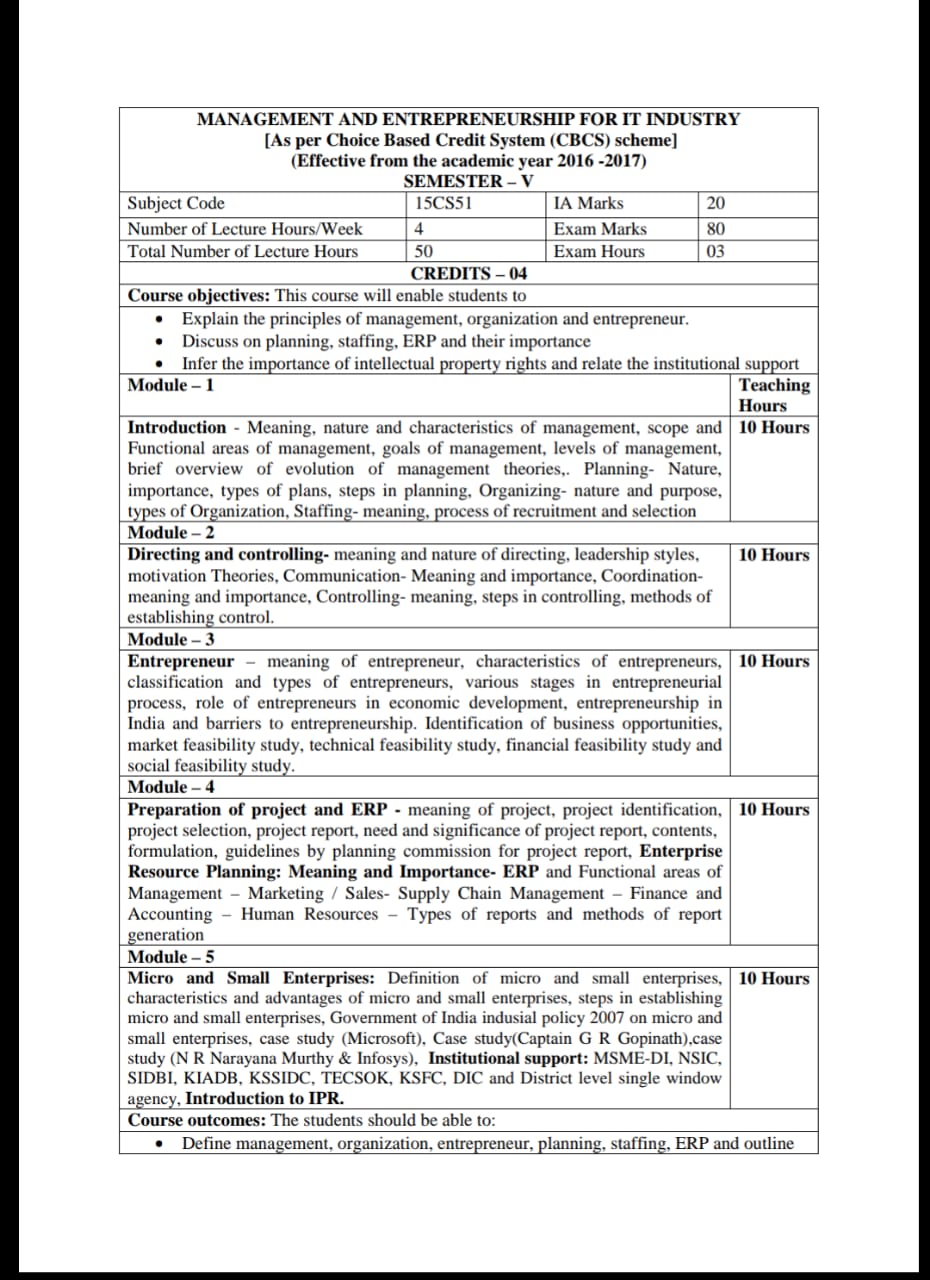 MANAGEMENT AND ENTREPRENEURSHIP FOR IT INDUSTRY
[As per Choice Based Credit System (CBCS) scheme]
(Effective from the academic year 2016 -2017)
SEMESTER – V
Subject Code 15CS51 IA Marks 20
Number of Lecture Hours/Week 4 Exam Marks 80
Total Number of Lecture Hours 50 Exam Hours 03
CREDITS – 04
Course objectives: This course will enable students to
• Explain the principles of management, organization and entrepreneur.
• Discuss on planning, staffing, ERP and their importance
• Infer the importance of intellectual property rights and relate the institutional support
Module – 1 Teaching
Hours
Introduction - Meaning, nature and characteristics of management, scope and 10 Hours
Functional areas of management, goals of management, levels of management,
brief overview of evolution of management theories,. Planning- Nature,
importance, types of plans, steps in planning, Organizing- nature and purpose,
types of Organization, Staffing- meaning, process of recruitment and selection
Module – 2
Directing and controlling- meaning and nature of directing, leadership styles, 10 Hours
motivation Theories, Communication- Meaning and importance, Coordination-
meaning and importance, Controlling- meaning, steps in controlling, methods of
establishing control.
Module – 3
Entrepreneur – meaning of entrepreneur, characteristics of entrepreneurs, 10 Hours
classification and types of entrepreneurs, various stages in entrepreneurial
process, role of entrepreneurs in economic development, entrepreneurship in
India and barriers to entrepreneurship. Identification of business opportunities,
market feasibility study, technical feasibility study, financial feasibility study and
social feasibility study.
Module – 4
Preparation of project and ERP - meaning of project, project identification, 10 Hours
project selection, project report, need and significance of project report, contents,
formulation, guidelines by planning commission for project report, Enterprise
Resource Planning: Meaning and Importance- ERP and Functional areas of
Management – Marketing / Sales- Supply Chain Management – Finance and
Accounting – Human Resources – Types of reports and methods of report
generation
Module – 5
Micro and Small Enterprises: Definition of micro and small enterprises, 10 Hours
characteristics and advantages of micro and small enterprises, steps in establishing
micro and small enterprises, Government of India indusial policy 2007 on micro and
small enterprises, case study (Microsoft), Case study(Captain G R Gopinath),case
study (N R Narayana Murthy & Infosys), Institutional support: MSME-DI, NSIC,
SIDBI, KIADB, KSSIDC, TECSOK, KSFC, DIC and District level single window
agency, Introduction to IPR.
Course outcomes: The students should be able to:
• Define management, organization, entrepreneur, planning, staffing, ERP and outline